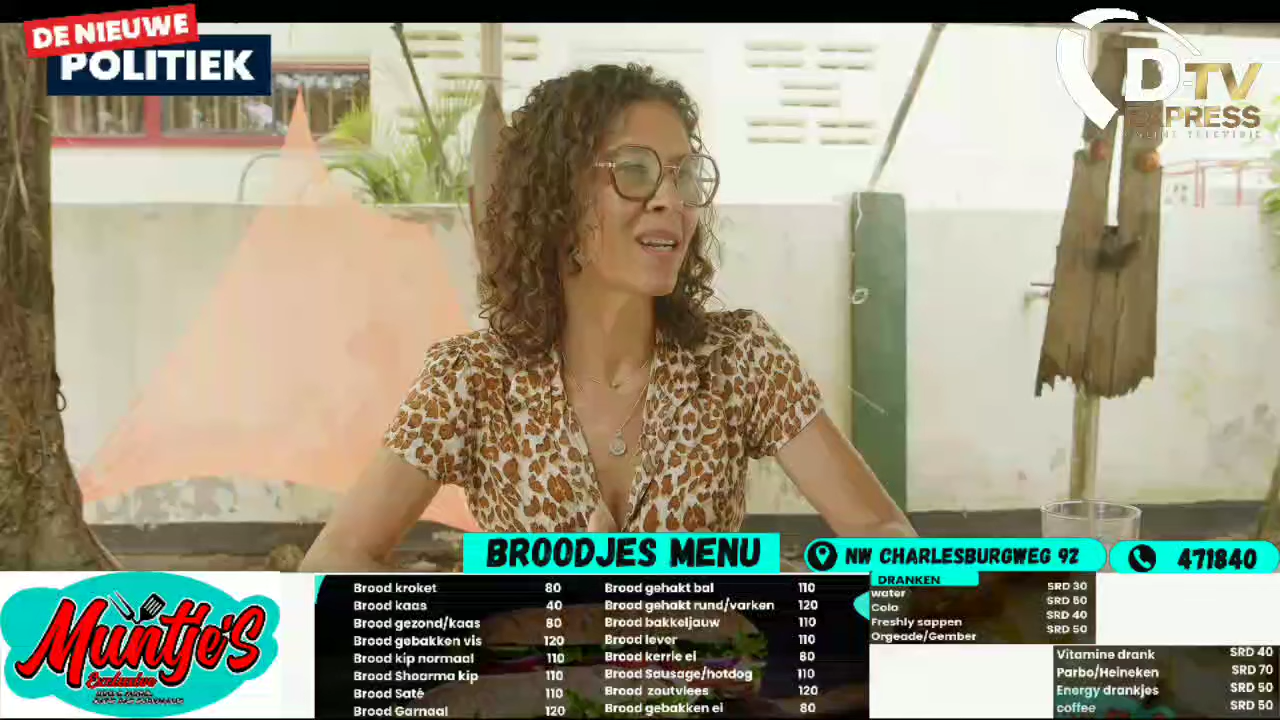 DE NIEUWE
POLITIEK
D-TV
EXPRESS
BROODJES MENU
NW CHARLESBURGWEG 92
471840
Muntje's
Exclusive
Brood kroket 80
Brood kaas 40
Brood gezond/kaas 80
Brood gebakken vis 120
Brood kip normaal 110
Brood Shoarma kip 110
Brood Saté 110
Brood Garnaal 120
Brood gehakt bal 110
Brood gehakt rund/varken 120
Brood bakkeljauw 110
Brood lever 110
Brood kerrie ei 80
Brood Sausage/hotdog 110
Brood zoutvlees 120
Brood gebakken ei 80
DRANKEN
water SRD 30
Cola SRD 50
Freshly sappen SRD 40
Orgeade/Gember SRD 50
Vitamine drank SRD 40
Parbo/Heineken SRD 70
Energy drankjes SRD 50
coffee SRD 50